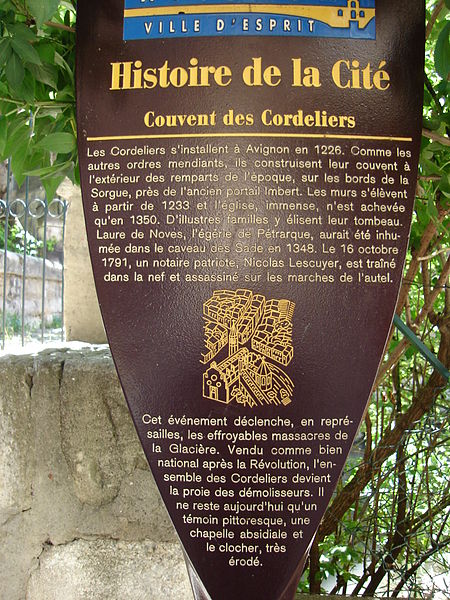 VILLE D'ESPRIT
Histoire de la Cité
Couvent des Cordeliers
Les Cordeliers s'installent à Avignon en 1226. Comme les
autres ordres mendiants, ils construisent leur couvent à
l'extérieur des remparts de l'époque, sur les bords de la
Sorgue, près de l'ancien portail Imbert. Les murs s'élèvent
à partir de 1233 et l'église, immense, n'est achevée
qu'en 1350. D'illustres familles y élisent leur tombeau.
Laure de Noves, l'égérie de Pétrarque, aurait été inhu-
mée dans le caveau des Sade en 1348. Le 16 octobre
1791, un notaire patriote, Nicolas Lescuyer, est traîné
dans la nef et assassiné sur les marches de l'autel.
Cet événement déclenche, en repré-
sailles, les effroyables massacres de
la Glacière. Vendu comme bien
national après la Révolution, l'en-
semble des Cordeliers devient
la proie des démolisseurs. Il
ne reste aujourd'hui qu'un
témoin pittoresque, une
chapelle absidiale et
le clocher, très
érodé.